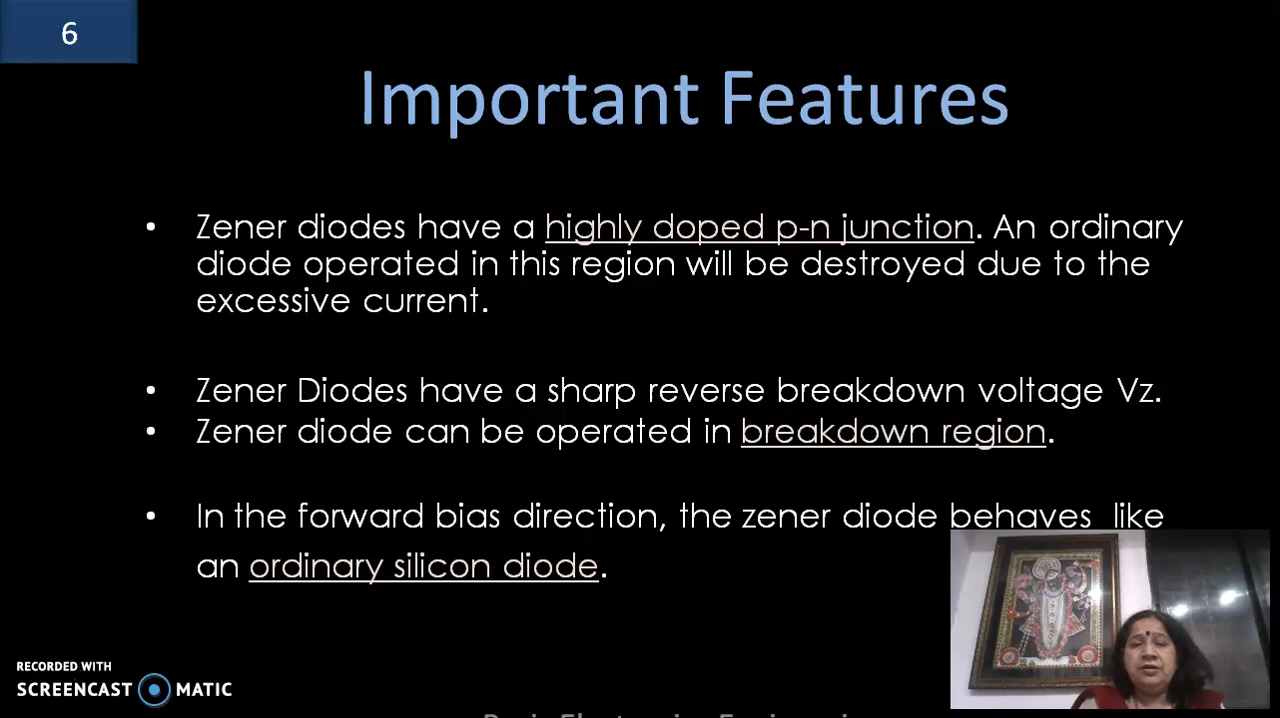 6
Important Features
• Zener diodes have a highly doped p-n junction. An ordinary
diode operated in this region will be destroyed due to the
excessive current.
• Zener Diodes have a sharp reverse breakdown voltage Vz.
• Zener diode can be operated in breakdown region.
• In the forward bias direction, the zener diode behaves like
an ordinary silicon diode.
RECORDED WITH
SCREENCAST MATIC